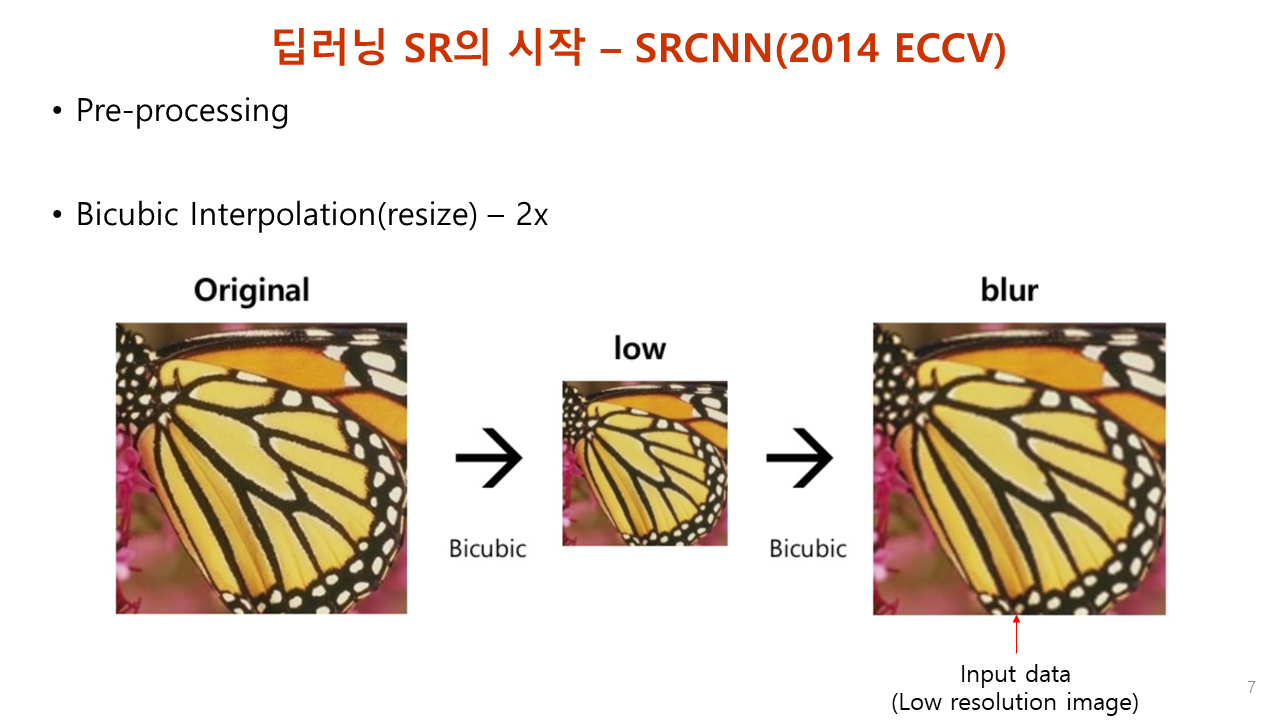 딥러닝 SR의 시작 – SRCNN(2014 ECCV)
• Pre-processing
• Bicubic Interpolation(resize) – 2x
Original
low
blur
Bicubic
Bicubic
Input data
(Low resolution image)
7